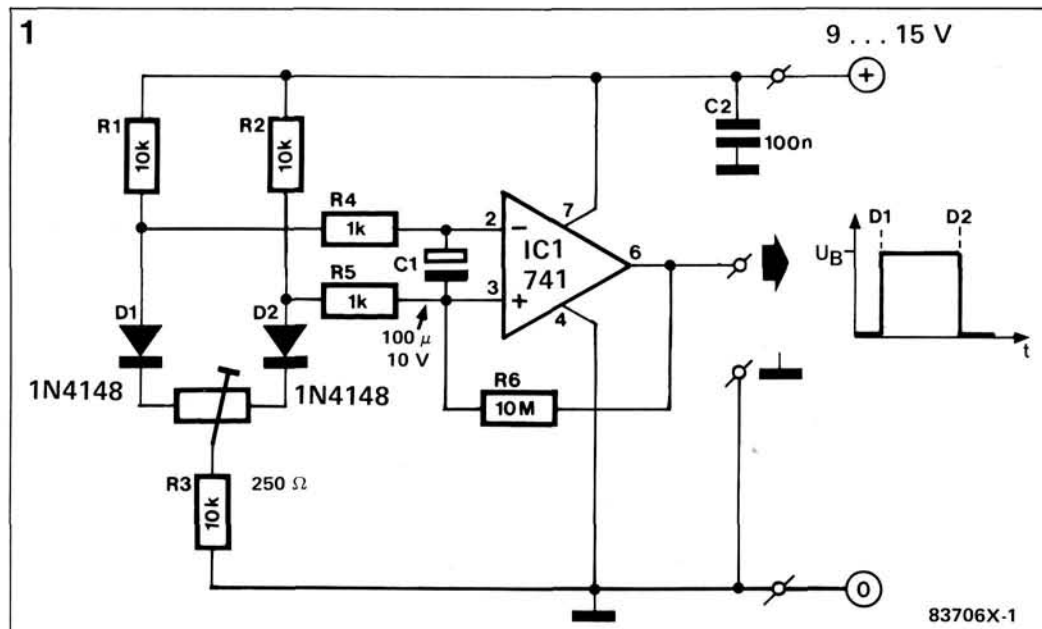 1
9 . . . 15 V
+
R1
10k
R2
10k
C2
100n
R4
1k
R5
1k
C1
100 µ
10 V
2
−
3
+
7
IC1
741
6
4
D1
D2
U_B
t
D1
1N4148
D2
1N4148
R6
10M
R3
10k
250 Ω
0
83706X-1